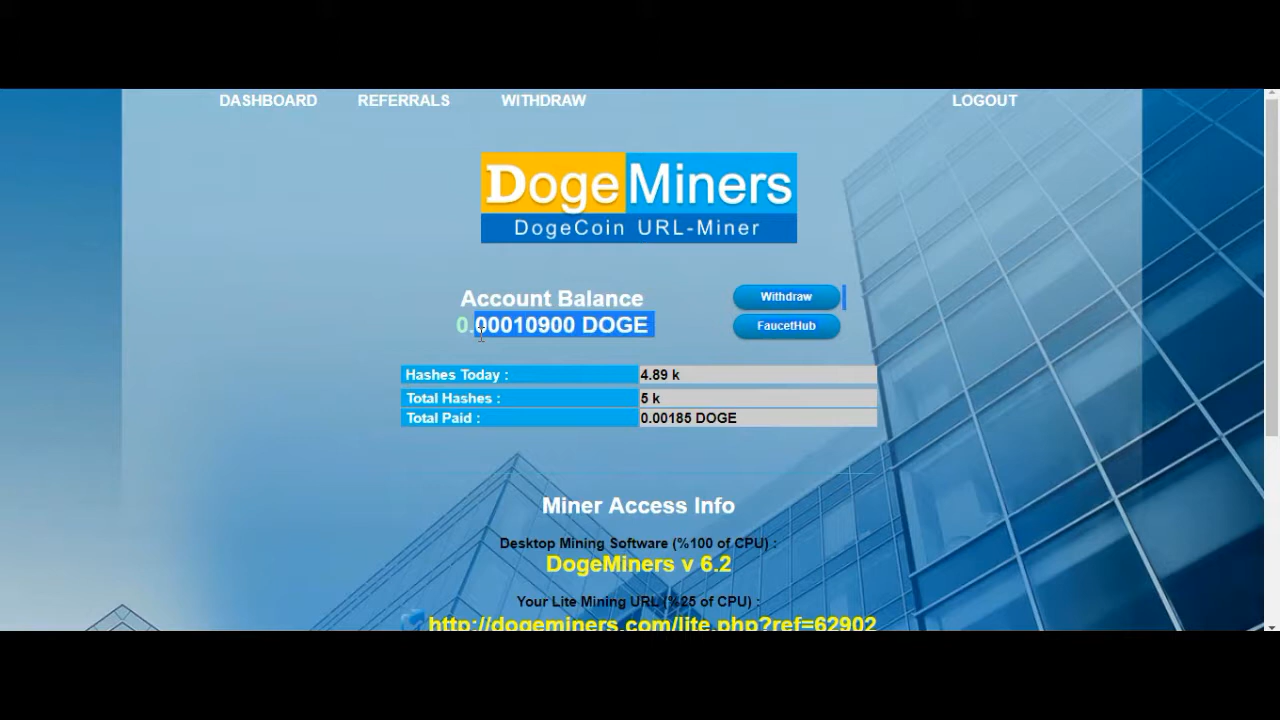 DASHBOARD REFERRALS WITHDRAW LOGOUT
DogeMiners
DogeCoin URL-Miner
Account Balance
Withdraw
0.00010900 DOGE
FaucetHub
Hashes Today : 4.89 k
Total Hashes : 5 k
Total Paid : 0.00185 DOGE
Miner Access Info
Desktop Mining Software (%100 of CPU) :
DogeMiners v 6.2
Your Lite Mining URL (%25 of CPU) :
http://dogeminers.com/lite.php?ref=62902